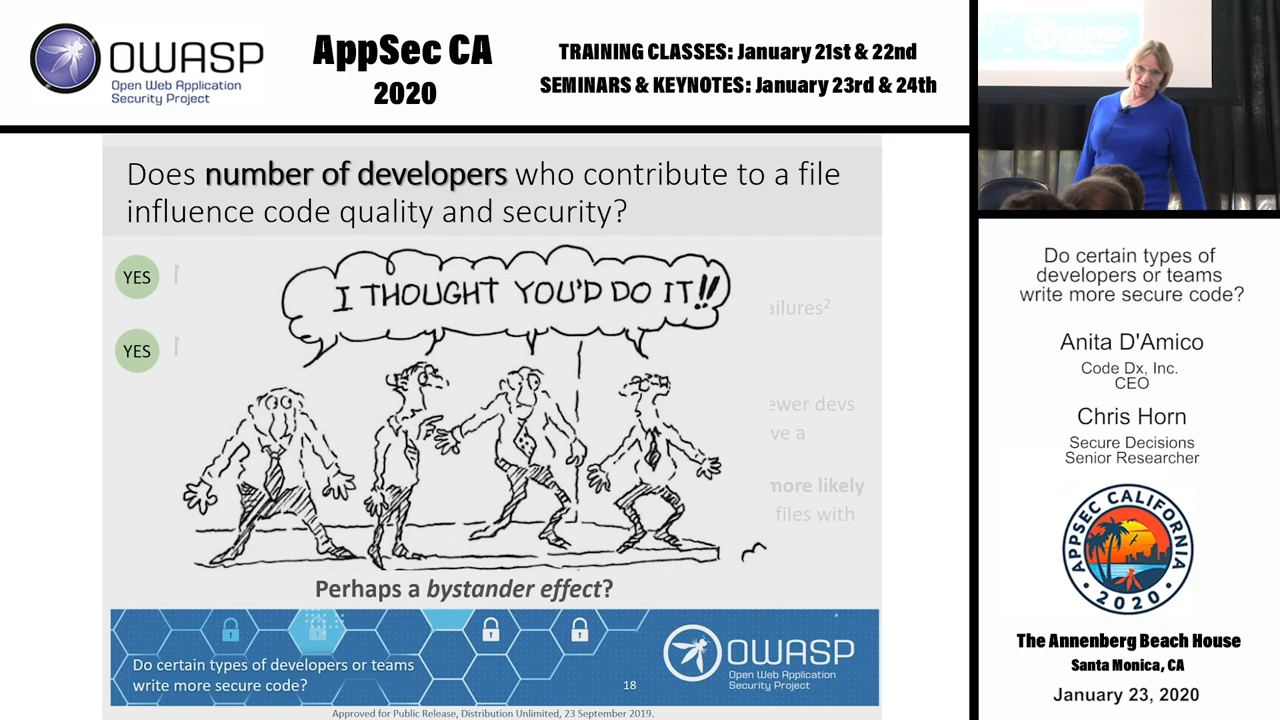 OWASP
Open Web Application
Security Project
AppSec CA
2020
TRAINING CLASSES: January 21st & 22nd
SEMINARS & KEYNOTES: January 23rd & 24th
Does number of developers who contribute to a file
influence code quality and security?
YES
YES
I THOUGHT YOU'D DO IT!!
ailures²
ewer devs
ve a
more likely
files with
Perhaps a bystander effect?
Do certain types of developers or teams
write more secure code?
18
OWASP
Open Web Application
Security Project
Approved for Public Release, Distribution Unlimited, 23 September 2019.
Do certain types of
developers or teams
write more secure code?
Anita D'Amico
Code Dx, Inc.
CEO
Chris Horn
Secure Decisions
Senior Researcher
APPSEC CALIFORNIA
2020
The Annenberg Beach House
Santa Monica, CA
January 23, 2020